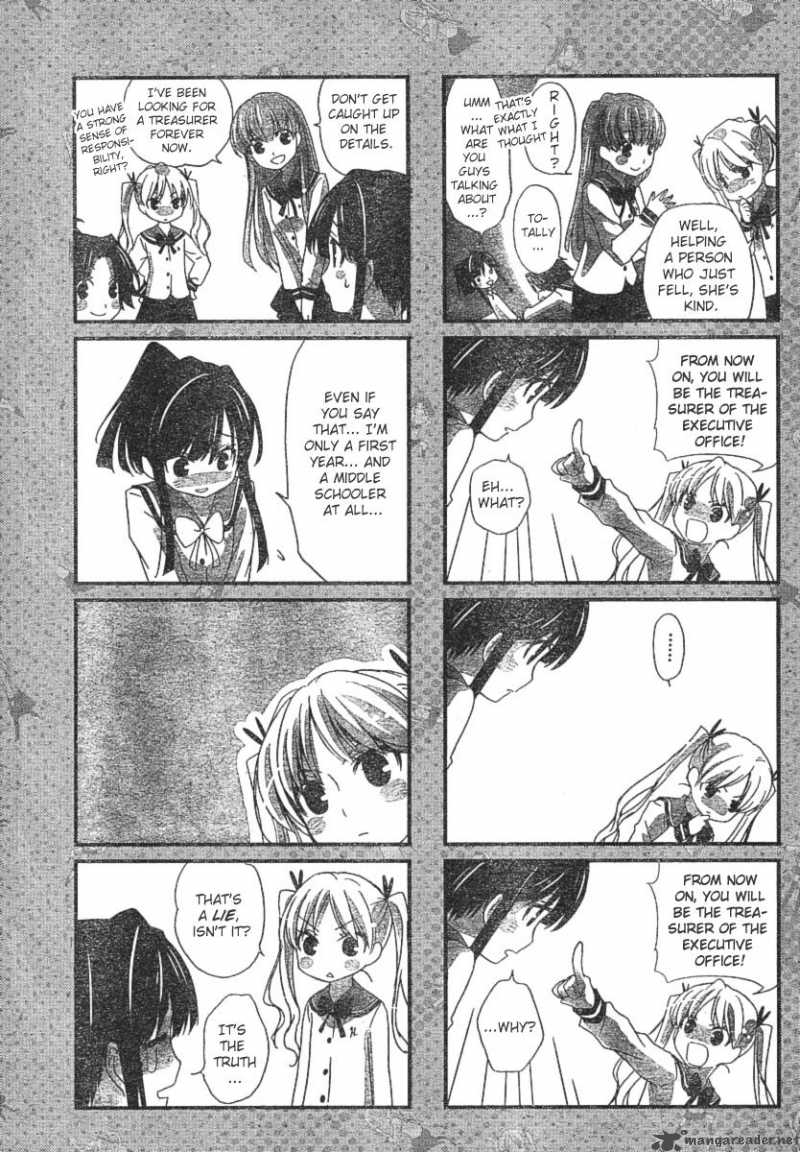 WELL,
HELPING
A PERSON
WHO JUST
FELL, SHE'S
KIND.
RIGHT?
THAT'S
EXACTLY
WHAT I
THOUGHT
TO-
TALLY
...
UMM
...
WHAT
ARE
YOU
GUYS
TALKING
ABOUT
...?
FROM NOW
ON, YOU WILL
BE THE TREA-
SURER OF THE
EXECUTIVE
OFFICE!
EH...
WHAT?
......
FROM NOW
ON, YOU WILL
BE THE TREA-
SURER OF THE
EXECUTIVE
OFFICE!
...WHY?
DON'T GET
CAUGHT UP
ON THE
DETAILS.
I'VE BEEN
LOOKING FOR
A TREASURER
FOREVER
NOW.
YOU HAVE
A STRONG
SENSE OF
RESPONSI-
BILITY,
RIGHT?
EVEN IF
YOU SAY
THAT... I'M
ONLY A FIRST
YEAR... AND
A MIDDLE
SCHOOLER
AT ALL...
THAT'S
A LIE,
ISN'T IT?
IT'S
THE
TRUTH
...
mangareader.net